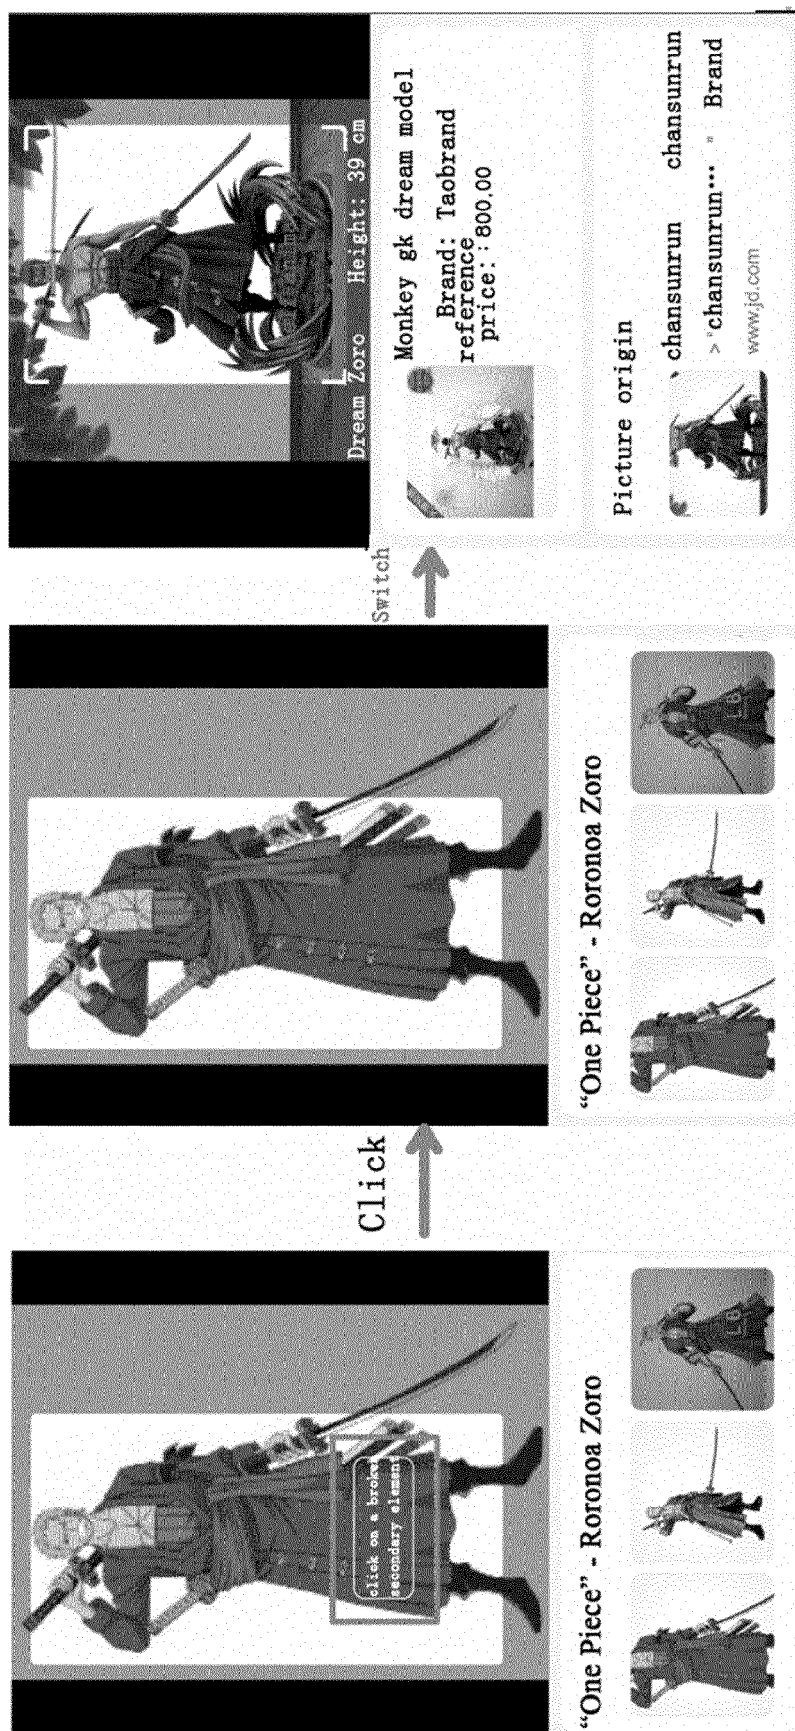 click on a broke
secondary element
"One Piece" - Roronoa Zoro
Click
"One Piece" - Roronoa Zoro
Switch
Dream Zoro Height: 39 cm
Monkey gk dream model
Brand: Taobrand
reference
price: : 800.00
Picture origin
chansunrun chansunrun
> "chansunrun··· " Brand
www.jd.com